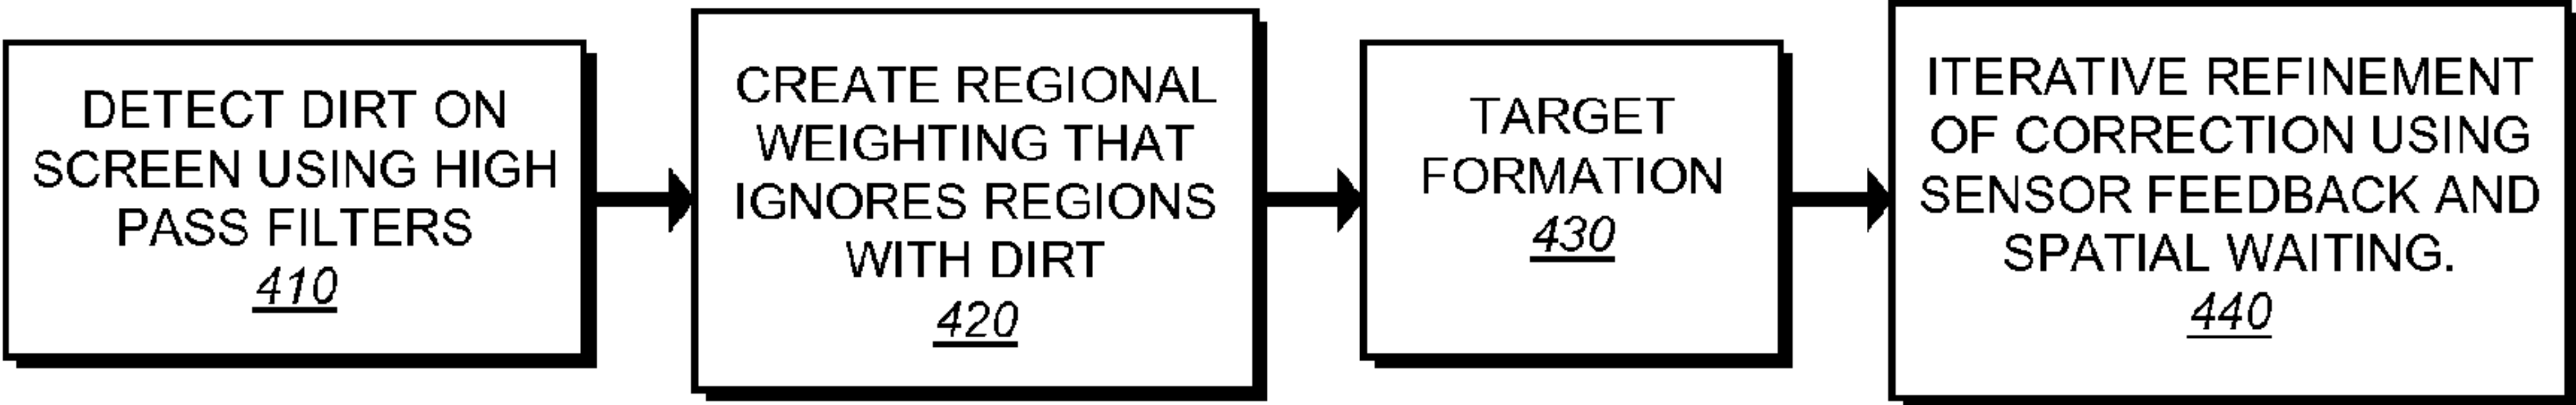 DETECT DIRT ON
SCREEN USING HIGH
PASS FILTERS
410
CREATE REGIONAL
WEIGHTING THAT
IGNORES REGIONS
WITH DIRT
420
TARGET
FORMATION
430
ITERATIVE REFINEMENT
OF CORRECTION USING
SENSOR FEEDBACK AND
SPATIAL WAITING.
440